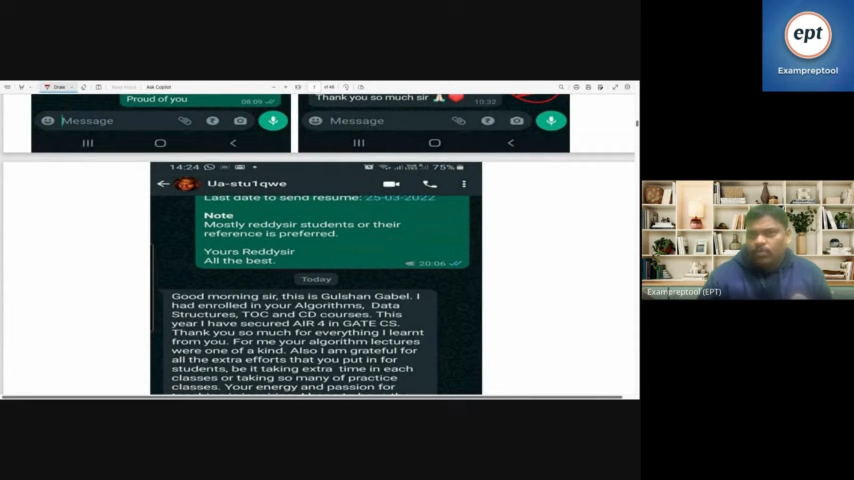 ept
Exampreptool
Draw
Ask Copilot
Proud of you
08:09
Thank you so much sir
10:32
Message
Message
14:24
75%
Ua-stu1qwe
Last date to send resume: 25-03-2022
Note
Mostly reddysir students or their
reference is preferred.
Yours Reddysir
All the best.
20:06
Today
Good morning sir, this is Gulshan Gabel. I
had enrolled in your Algorithms, Data
Structures, TOC and CD courses. This
year I have secured AIR 4 in GATE CS.
Thank you so much for everything I learnt
from you. For me your algorithm lectures
were one of a kind. Also I am grateful for
all the extra efforts that you put in for
students, be it taking extra time in each
classes or taking so many of practice
classes. Your energy and passion for
Exampreptool (EPT)